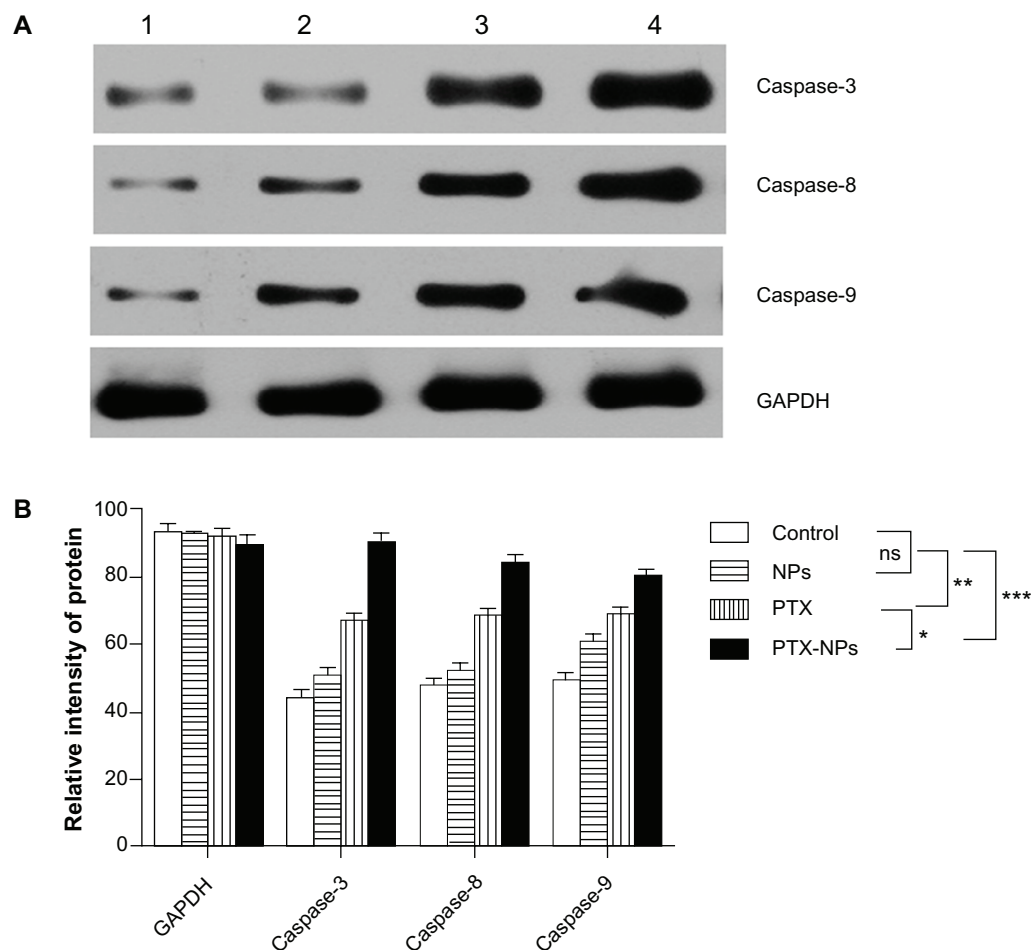 A
1 2 3 4
Caspase-3
Caspase-8
Caspase-9
GAPDH
B
Relative intensity of protein
100
80
60
40
20
0
GAPDH
Caspase-3
Caspase-8
Caspase-9
Control
NPs
PTX
PTX-NPs
ns
**
***
*